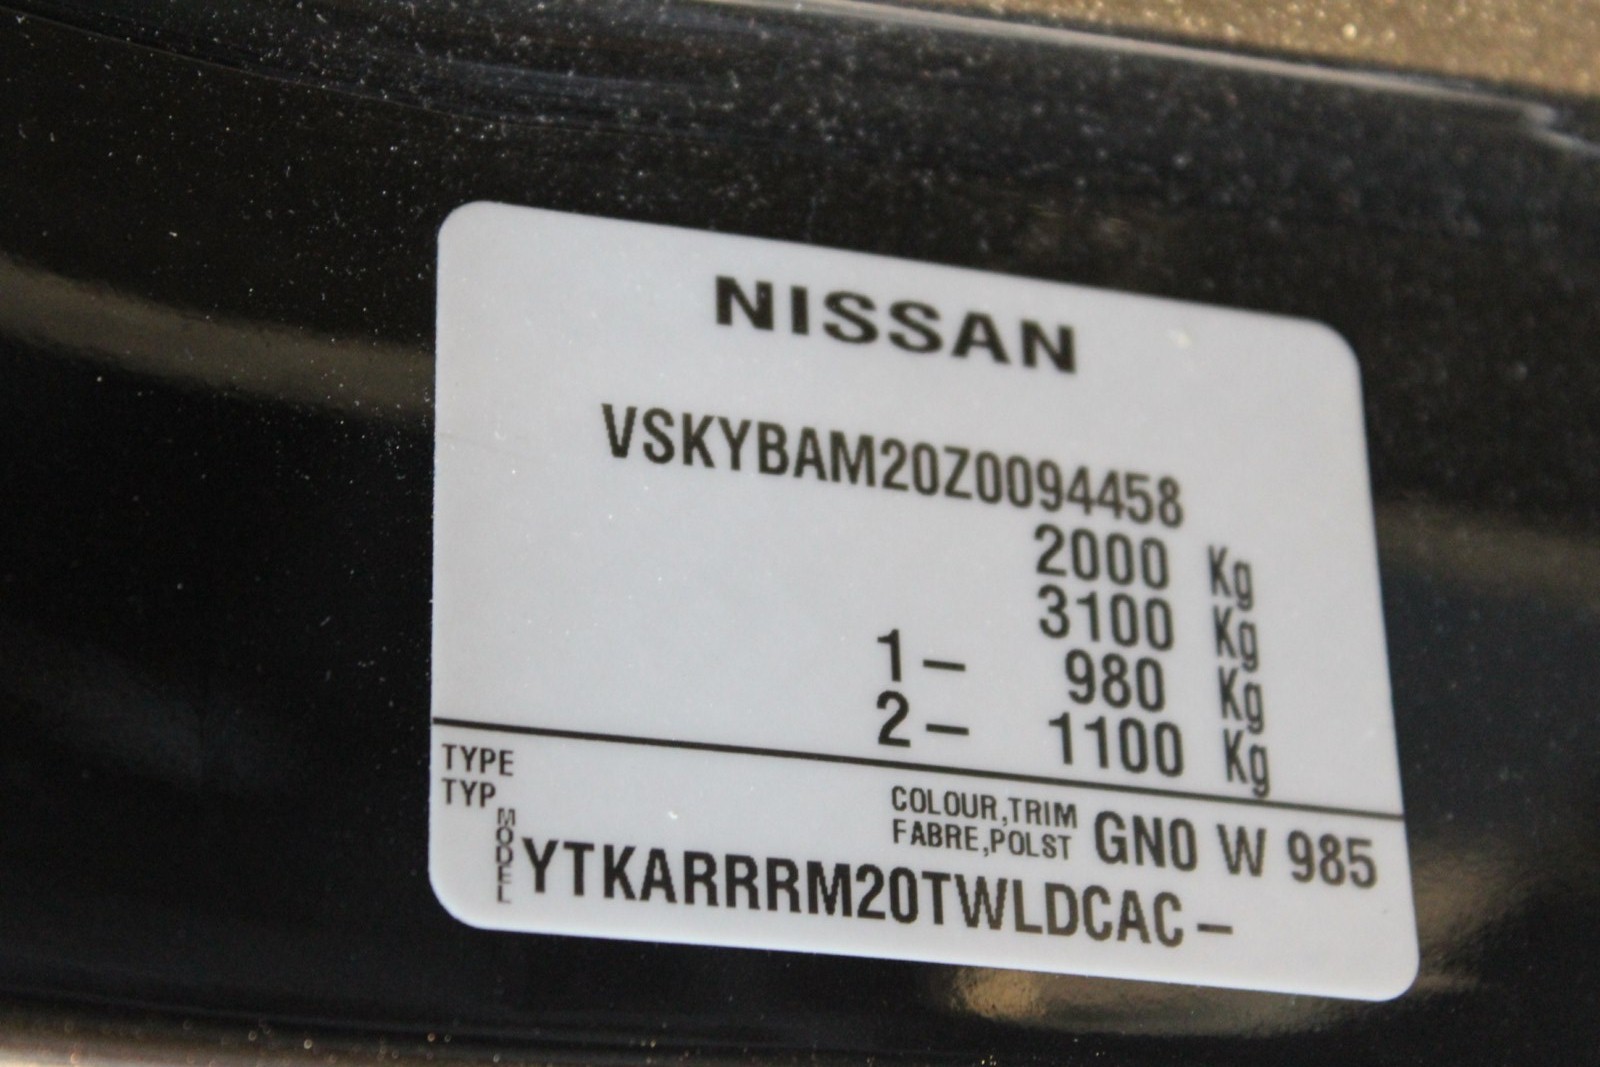 NISSAN
VSKYBAM20Z0094458
2000 Kg
3100 Kg
1- 980 Kg
2- 1100 Kg
TYPE
TYP
MODEL
COLOUR,TRIM
FABRE,POLST
GN0 W 985
YTKARRRM20TWLDCAC-